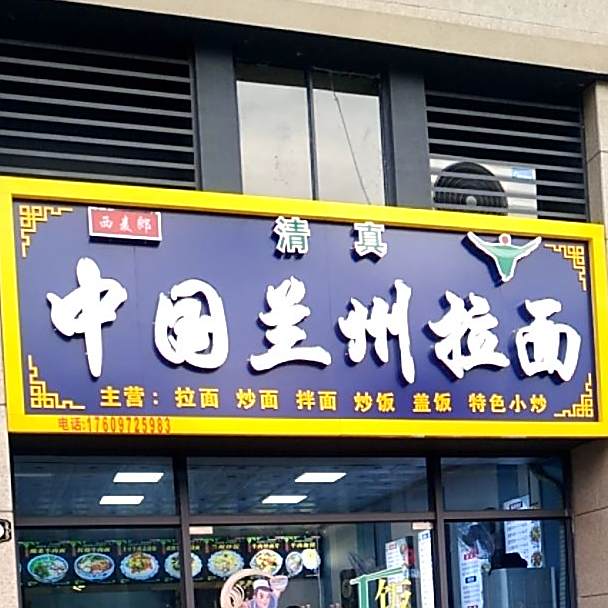 西麦郎
清真
中国兰州拉面
主营：拉面 炒面 拌面 炒饭 盖饭 特色小炒
电话:17609725983
饭